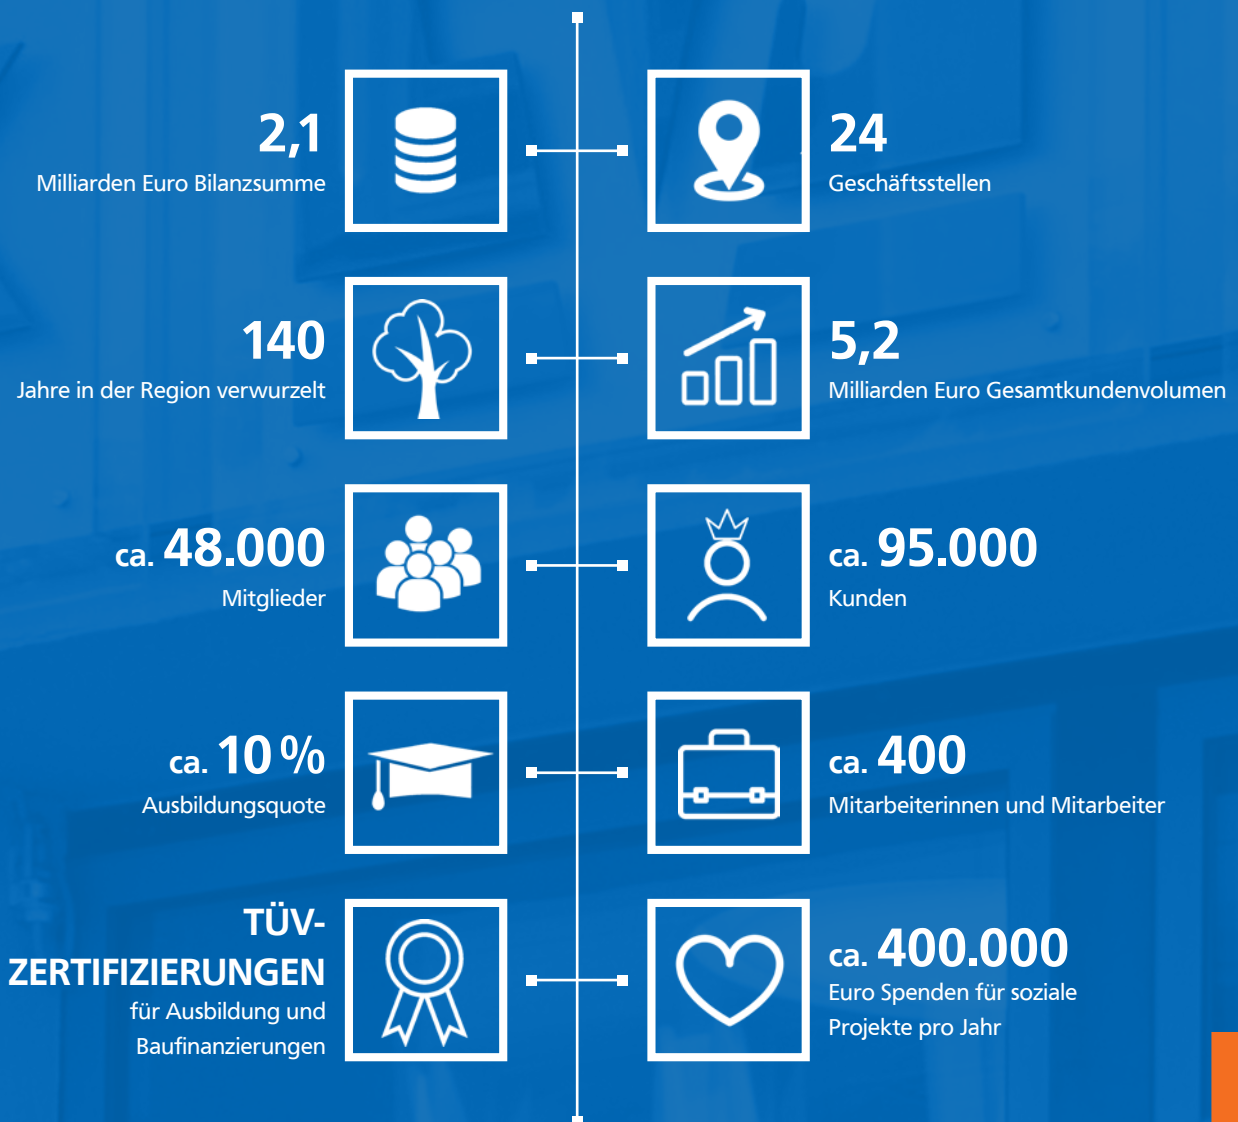 2,1
Milliarden Euro Bilanzsumme
24
Geschäftsstellen
140
Jahre in der Region verwurzelt
5,2
Milliarden Euro Gesamtkundenvolumen
ca. 48.000
Mitglieder
ca. 95.000
Kunden
ca. 10 %
Ausbildungsquote
ca. 400
Mitarbeiterinnen und Mitarbeiter
TÜV-
ZERTIFIZIERUNGEN
für Ausbildung und
Baufinanzierungen
ca. 400.000
Euro Spenden für soziale
Projekte pro Jahr